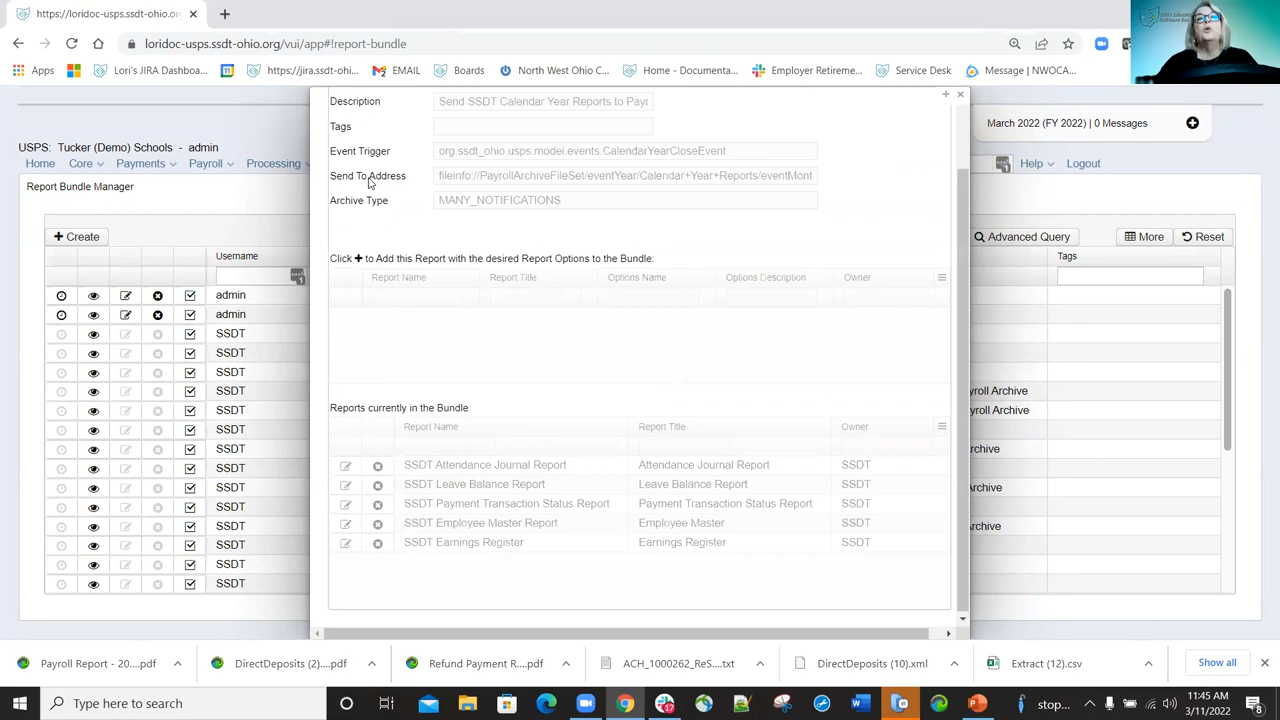 https://loridoc-usps.ssdt-ohio.org
loridoc-usps.ssdt-ohio.org/vui/app#!report-bundle
Apps
Lori's JIRA Dashboa...
https://jira.ssdt-ohi...
EMAIL
Boards
North West Ohio C...
Home - Documenta...
Employer Retireme...
Service Desk
Message | NWOCA
USPS: Tucker (Demo) Schools - admin
March 2022 (FY 2022) | 0 Messages
Home Core Payments Payroll Processing Help Logout
Report Bundle Manager
Create
Advanced Query
More
Reset
Username
Tags
admin
admin
SSDT
SSDT
SSDT
SSDT
SSDT
SSDT
SSDT
SSDT
SSDT
SSDT
SSDT
SSDT
SSDT
SSDT
yroll Archive
yroll Archive
rchive
rchive
rchive
Description Send SSDT Calendar Year Reports to Payr
Tags
Event Trigger org.ssdt_ohio.usps.model.events.CalendarYearCloseEvent
Send To Address fileinfo://PayrollArchiveFileSet/eventYear/Calendar+Year+Reports/eventMont
Archive Type MANY_NOTIFICATIONS
Click + to Add this Report with the desired Report Options to the Bundle:
Report Name Report Title Options Name Options Description Owner
Reports currently in the Bundle
Report Name Report Title Owner
SSDT Attendance Journal Report Attendance Journal Report SSDT
SSDT Leave Balance Report Leave Balance Report SSDT
SSDT Payment Transaction Status Report Payment Transaction Status Report SSDT
SSDT Employee Master Report Employee Master SSDT
SSDT Earnings Register Earnings Register SSDT
Payroll Report - 20....pdf
DirectDeposits (2)....pdf
Refund Payment R....pdf
ACH_1000262_ReS....txt
DirectDeposits (10).xml
Extract (12).csv
Show all
Type here to search
17
stop...
11:45 AM
3/11/2022
8